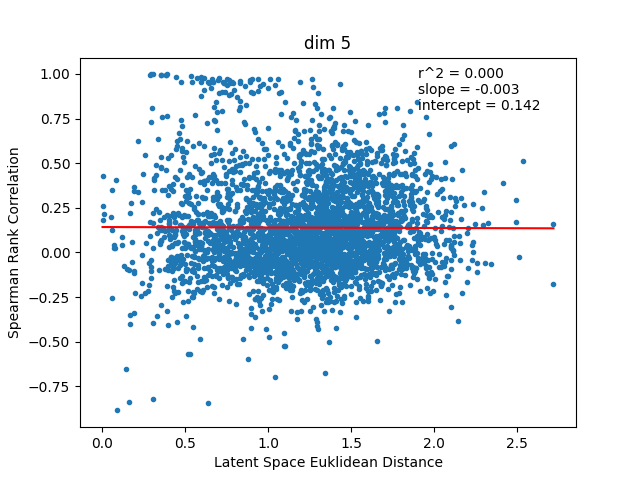 dim 5
r^2 = 0.000
slope = -0.003
intercept = 0.142
1.00
0.75
0.50
0.25
0.00
−0.25
−0.50
−0.75
Spearman Rank Correlation
0.0 0.5 1.0 1.5 2.0 2.5
Latent Space Euklidean Distance